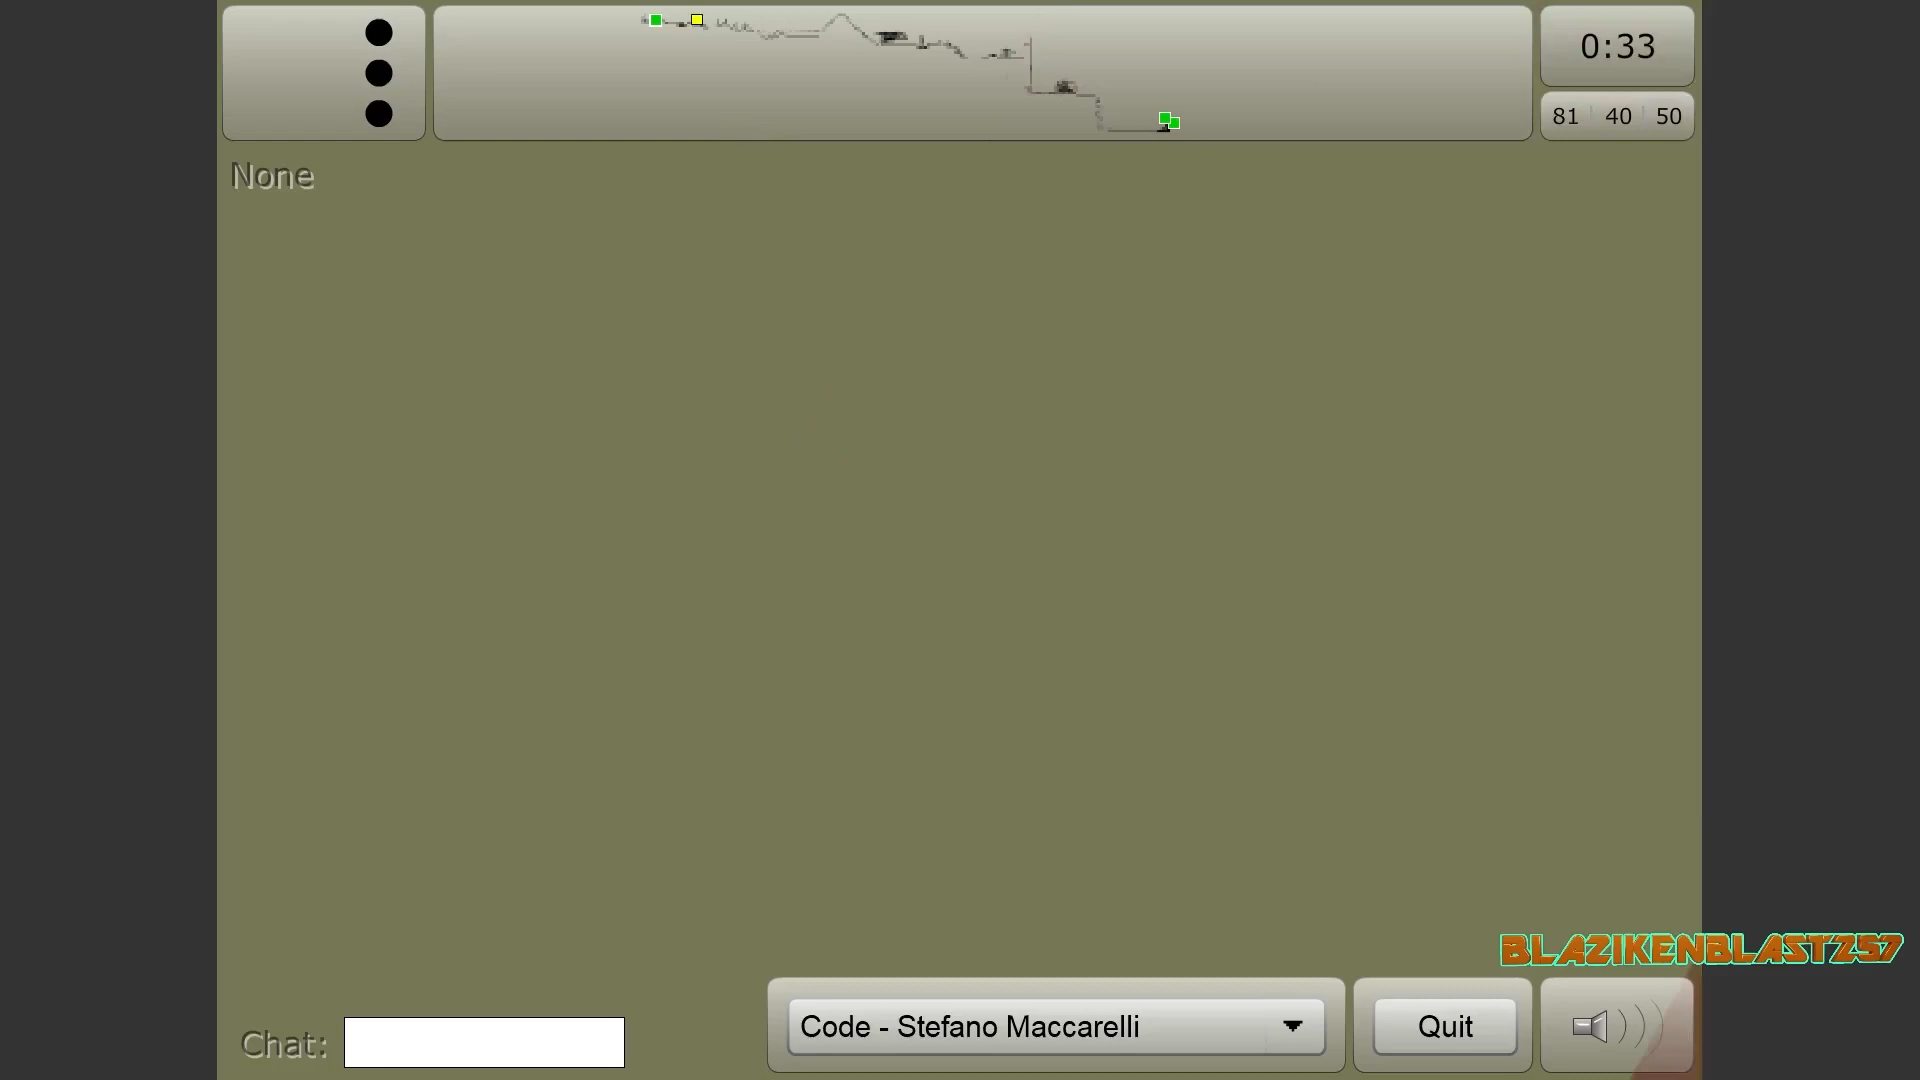 0:33
81 40 50
None
BLAZIKENBLAST257
Chat:
Code - Stefano Maccarelli
Quit